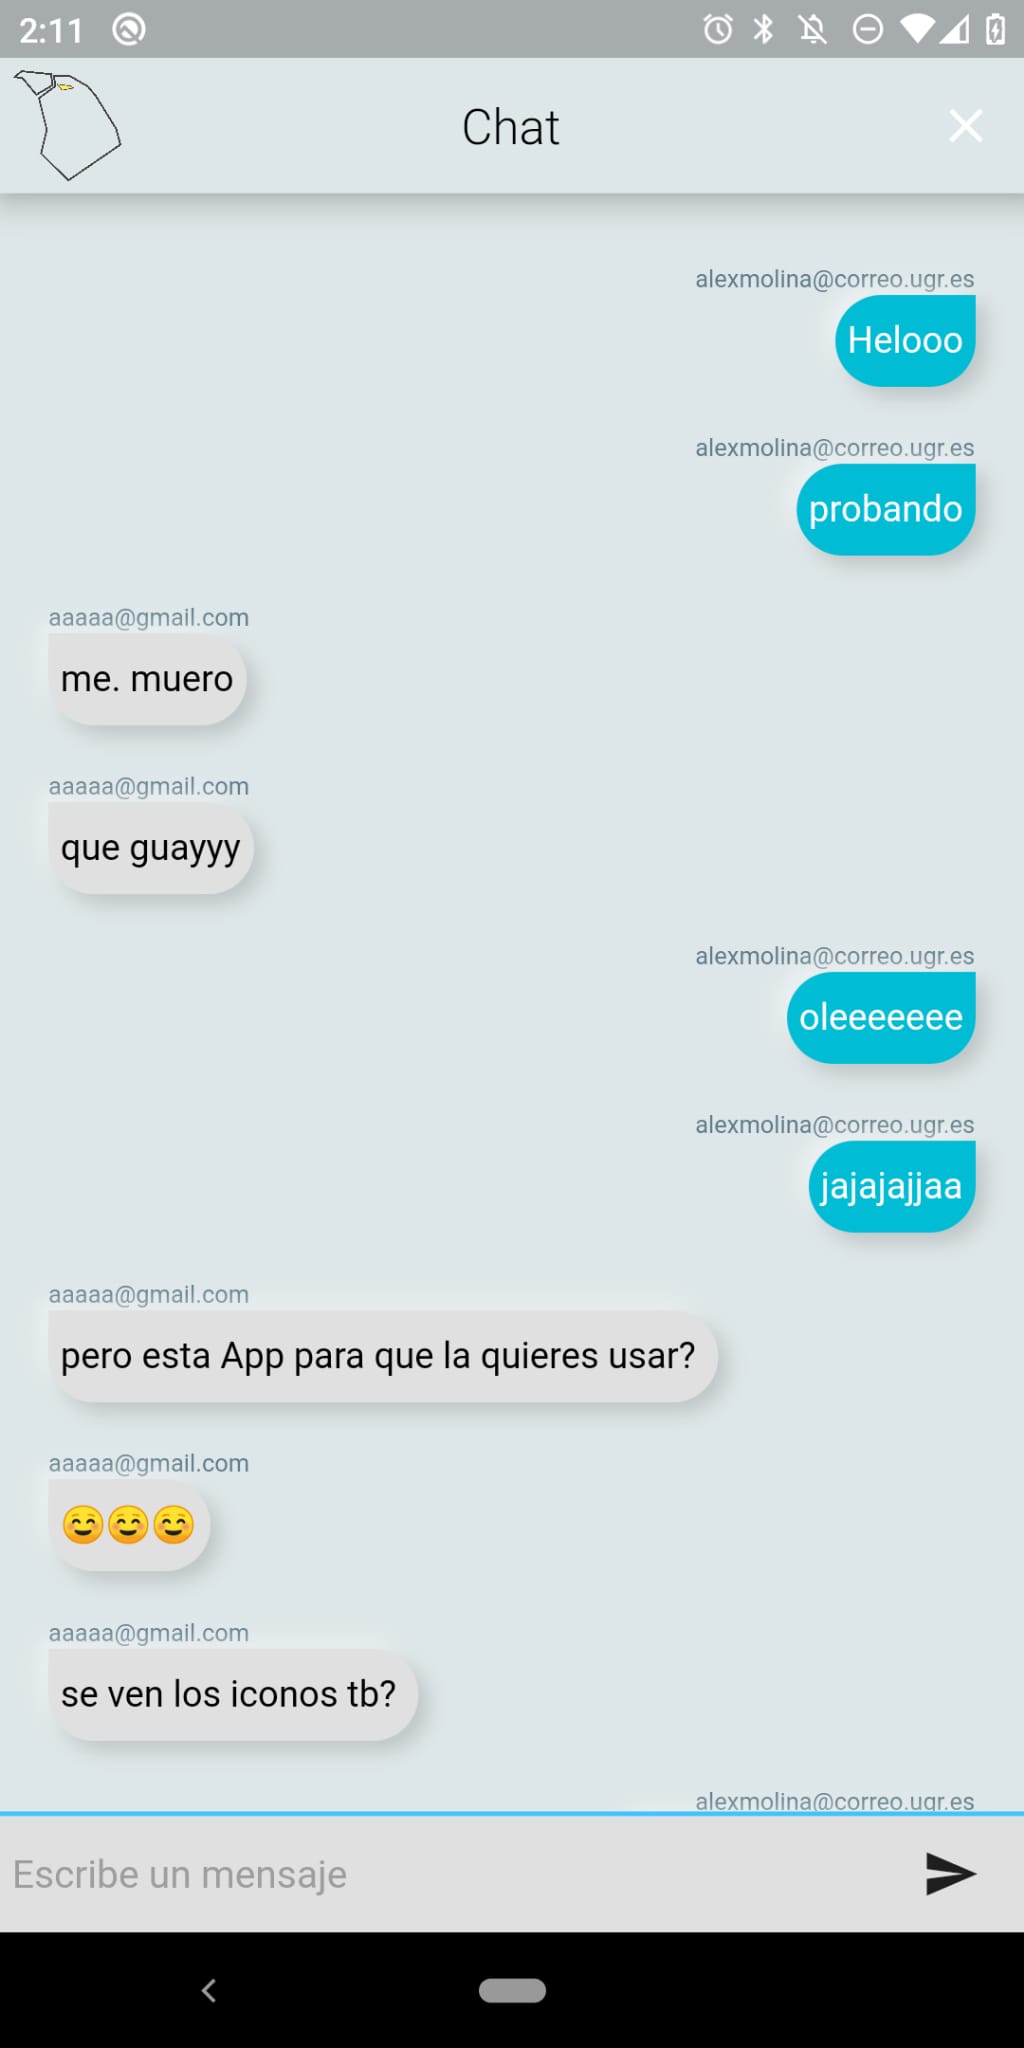 2:11
Chat
alexmolina@correo.ugr.es
Helooo
alexmolina@correo.ugr.es
probando
aaaaa@gmail.com
me. muero
aaaaa@gmail.com
que guayyy
alexmolina@correo.ugr.es
oleeeeeee
alexmolina@correo.ugr.es
jajajajjaa
aaaaa@gmail.com
pero esta App para que la quieres usar?
aaaaa@gmail.com
☺️☺️☺️
aaaaa@gmail.com
se ven los iconos tb?
alexmolina@correo.ugr.es
Escribe un mensaje